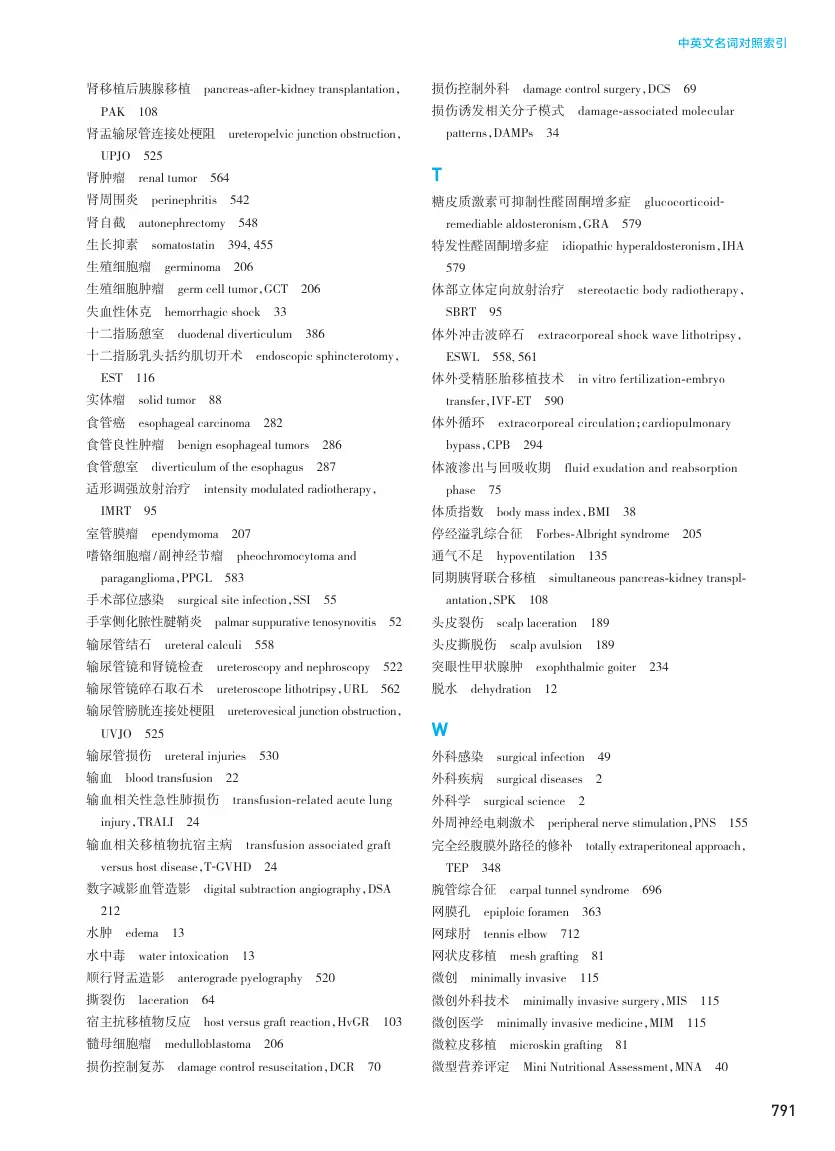 中英文名词对照索引
肾移植后胰腺移植 pancreas-after-kidney transplantation,
PAK 108
肾盂输尿管连接处梗阻 ureteropelvic junction obstruction,
UPJO 525
肾肿瘤 renal tumor 564
肾周围炎 perinephritis 542
肾自截 autonephrectomy 548
生长抑素 somatostatin 394, 455
生殖细胞瘤 germinoma 206
生殖细胞肿瘤 germ cell tumor,GCT 206
失血性休克 hemorrhagic shock 33
十二指肠憩室 duodenal diverticulum 386
十二指肠乳头括约肌切开术 endoscopic sphincterotomy,
EST 116
实体瘤 solid tumor 88
食管癌 esophageal carcinoma 282
食管良性肿瘤 benign esophageal tumors 286
食管憩室 diverticulum of the esophagus 287
适形调强放射治疗 intensity modulated radiotherapy,
IMRT 95
室管膜瘤 ependymoma 207
嗜铬细胞瘤/副神经节瘤 pheochromocytoma and
paraganglioma,PPGL 583
手术部位感染 surgical site infection,SSI 55
手掌侧化脓性腱鞘炎 palmar suppurative tenosynovitis 52
输尿管结石 ureteral calculi 558
输尿管镜和肾镜检查 ureteroscopy and nephroscopy 522
输尿管镜碎石取石术 ureteroscope lithotripsy,URL 562
输尿管膀胱连接处梗阻 ureterovesical junction obstruction,
UVJO 525
输尿管损伤 ureteral injuries 530
输血 blood transfusion 22
输血相关性急性肺损伤 transfusion-related acute lung
injury,TRALI 24
输血相关移植物抗宿主病 transfusion associated graft
versus host disease,T-GVHD 24
数字减影血管造影 digital subtraction angiography,DSA
212
水肿 edema 13
水中毒 water intoxication 13
顺行肾盂造影 anterograde pyelography 520
撕裂伤 laceration 64
宿主抗移植物反应 host versus graft reaction,HvGR 103
髓母细胞瘤 medulloblastoma 206
损伤控制复苏 damage control resuscitation,DCR 70
损伤控制外科 damage control surgery,DCS 69
损伤诱发相关分子模式 damage-associated molecular
patterns,DAMPs 34
T
糖皮质激素可抑制性醛固酮增多症 glucocorticoid-
remediable aldosteronism,GRA 579
特发性醛固酮增多症 idiopathic hyperaldosteronism,IHA
579
体部立体定向放射治疗 stereotactic body radiotherapy,
SBRT 95
体外冲击波碎石 extracorporeal shock wave lithotripsy,
ESWL 558, 561
体外受精胚胎移植技术 in vitro fertilization-embryo
transfer,IVF-ET 590
体外循环 extracorporeal circulation;cardiopulmonary
bypass,CPB 294
体液渗出与回吸收期 fluid exudation and reabsorption
phase 75
体质指数 body mass index,BMI 38
停经溢乳综合征 Forbes-Albright syndrome 205
通气不足 hypoventilation 135
同期胰肾联合移植 simultaneous pancreas-kidney transpl-
antation,SPK 108
头皮裂伤 scalp laceration 189
头皮撕脱伤 scalp avulsion 189
突眼性甲状腺肿 exophthalmic goiter 234
脱水 dehydration 12
W
外科感染 surgical infection 49
外科疾病 surgical diseases 2
外科学 surgical science 2
外周神经电刺激术 peripheral nerve stimulation,PNS 155
完全经腹膜外路径的修补 totally extraperitoneal approach,
TEP 348
腕管综合征 carpal tunnel syndrome 696
网膜孔 epiploic foramen 363
网球肘 tennis elbow 712
网状皮移植 mesh grafting 81
微创 minimally invasive 115
微创外科技术 minimally invasive surgery,MIS 115
微创医学 minimally invasive medicine,MIM 115
微粒皮移植 microskin grafting 81
微型营养评定 Mini Nutritional Assessment,MNA 40
791